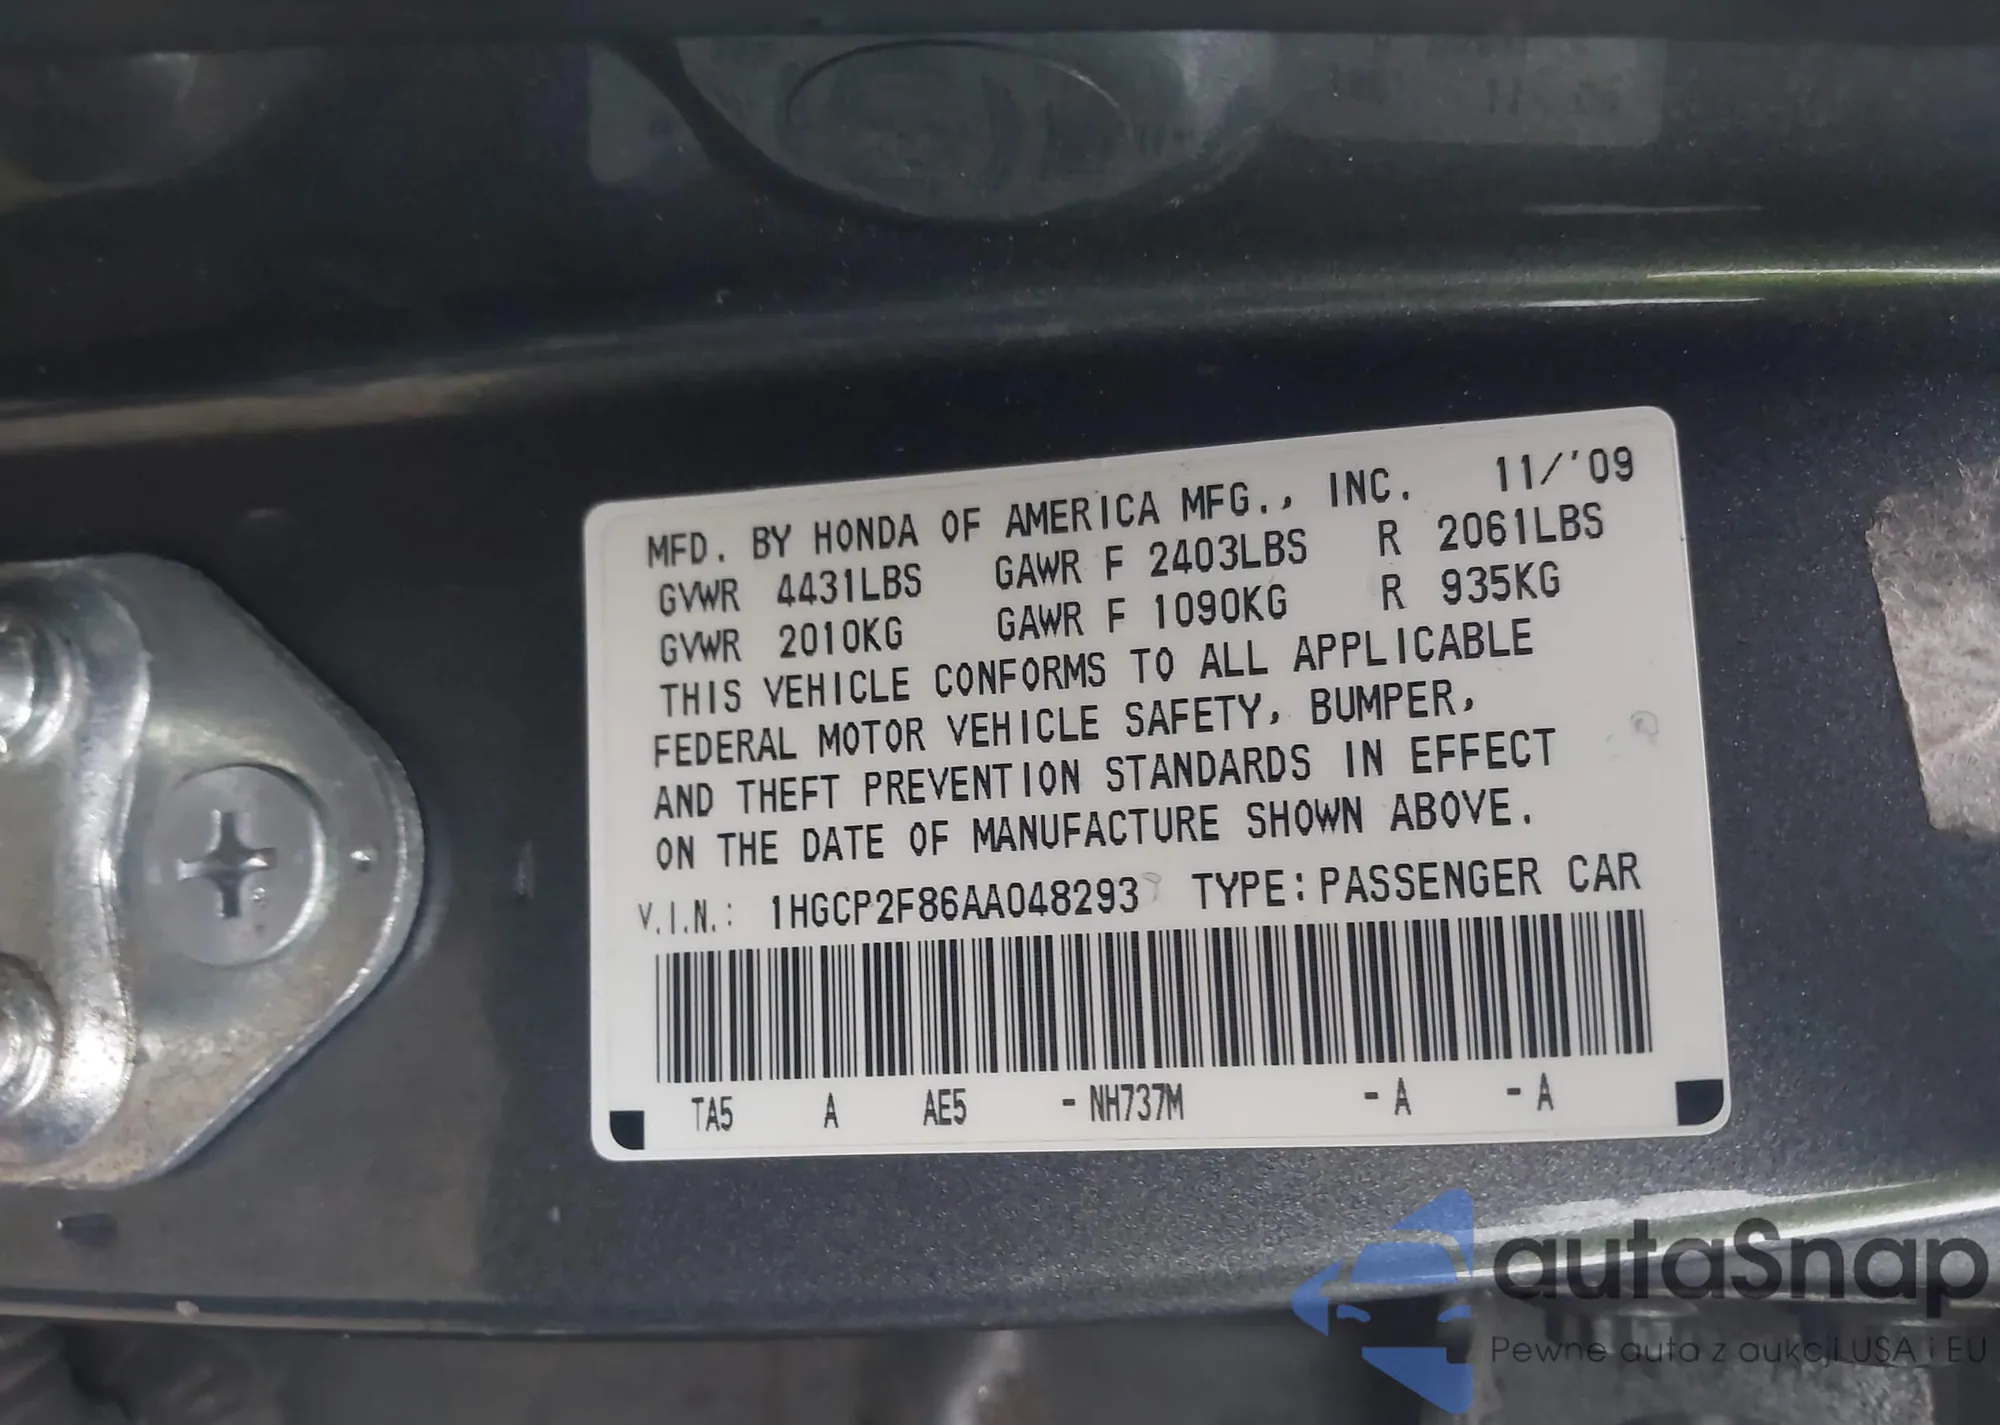 MFD. BY HONDA OF AMERICA MFG., INC. 11/'09
GVWR 4431LBS GAWR F 2403LBS R 2061LBS
GVWR 2010KG GAWR F 1090KG R 935KG
THIS VEHICLE CONFORMS TO ALL APPLICABLE
FEDERAL MOTOR VEHICLE SAFETY, BUMPER,
AND THEFT PREVENTION STANDARDS IN EFFECT
ON THE DATE OF MANUFACTURE SHOWN ABOVE.
V.I.N.: 1HGCP2F86AA048293 TYPE:PASSENGER CAR
TA5 A AE5 -NH737M -A -A
autaSnap
Pewne auta z aukcji USA i EU